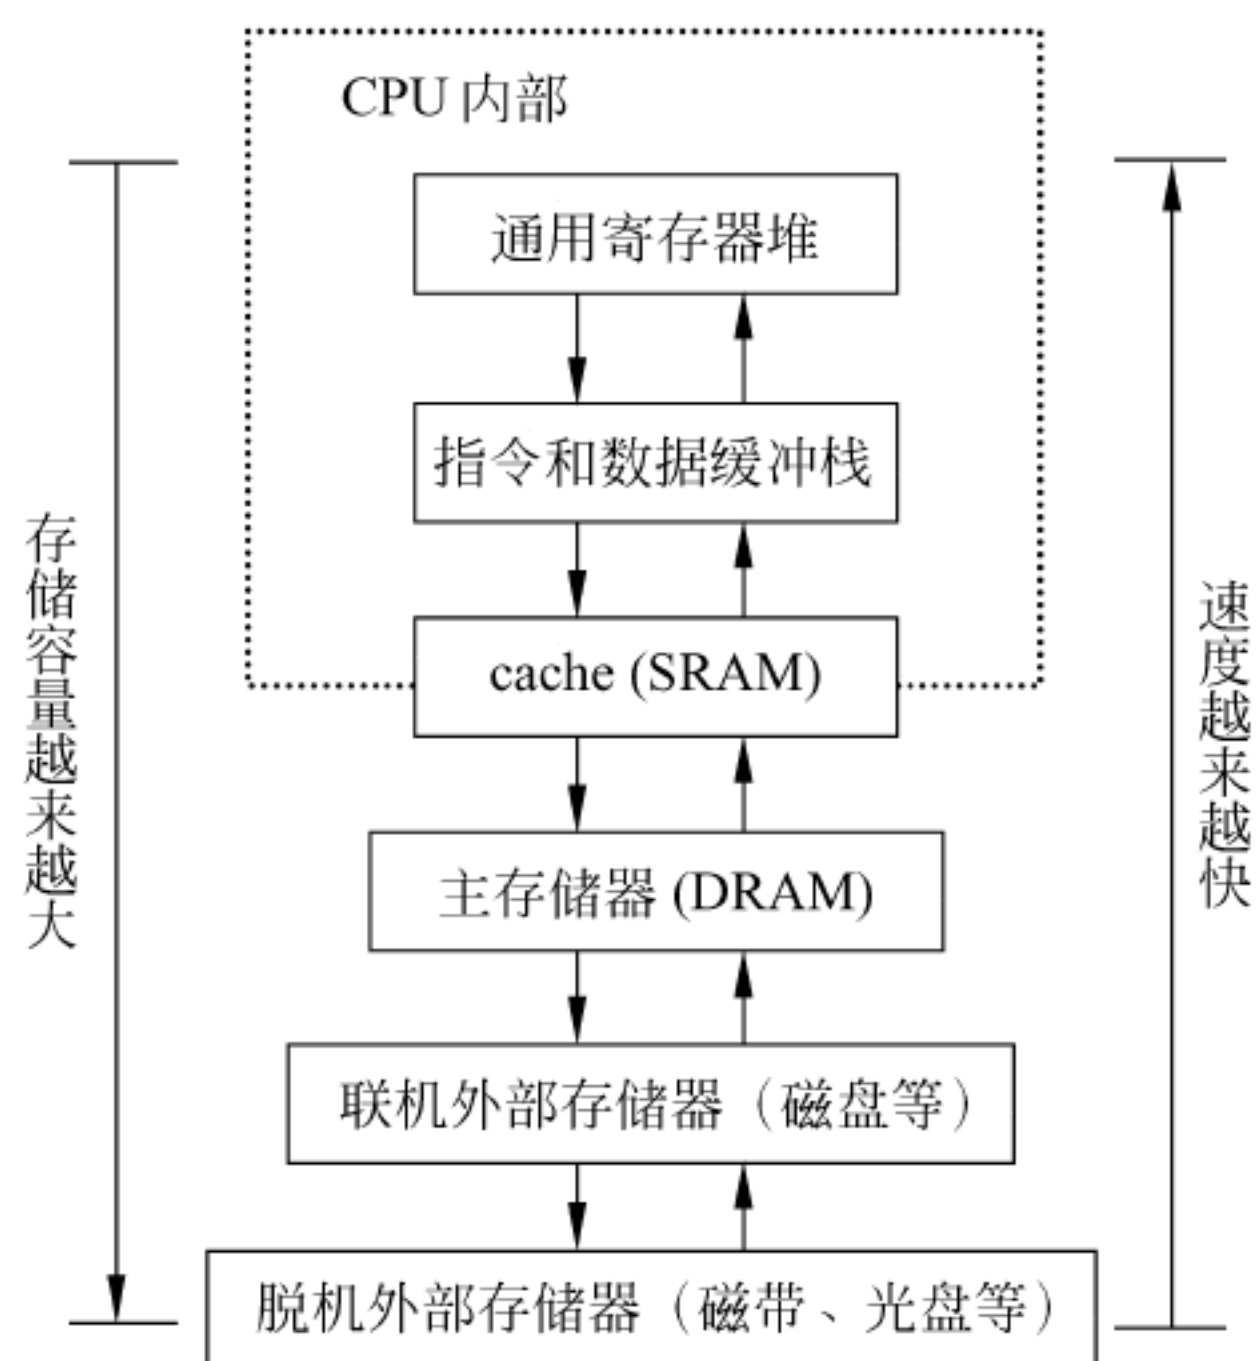 CPU 内部
通用寄存器堆
指令和数据缓冲栈
cache (SRAM)
主存储器 (DRAM)
联机外部存储器（磁盘等）
脱机外部存储器（磁带、光盘等）
存储容量越来越大
速度越来越快